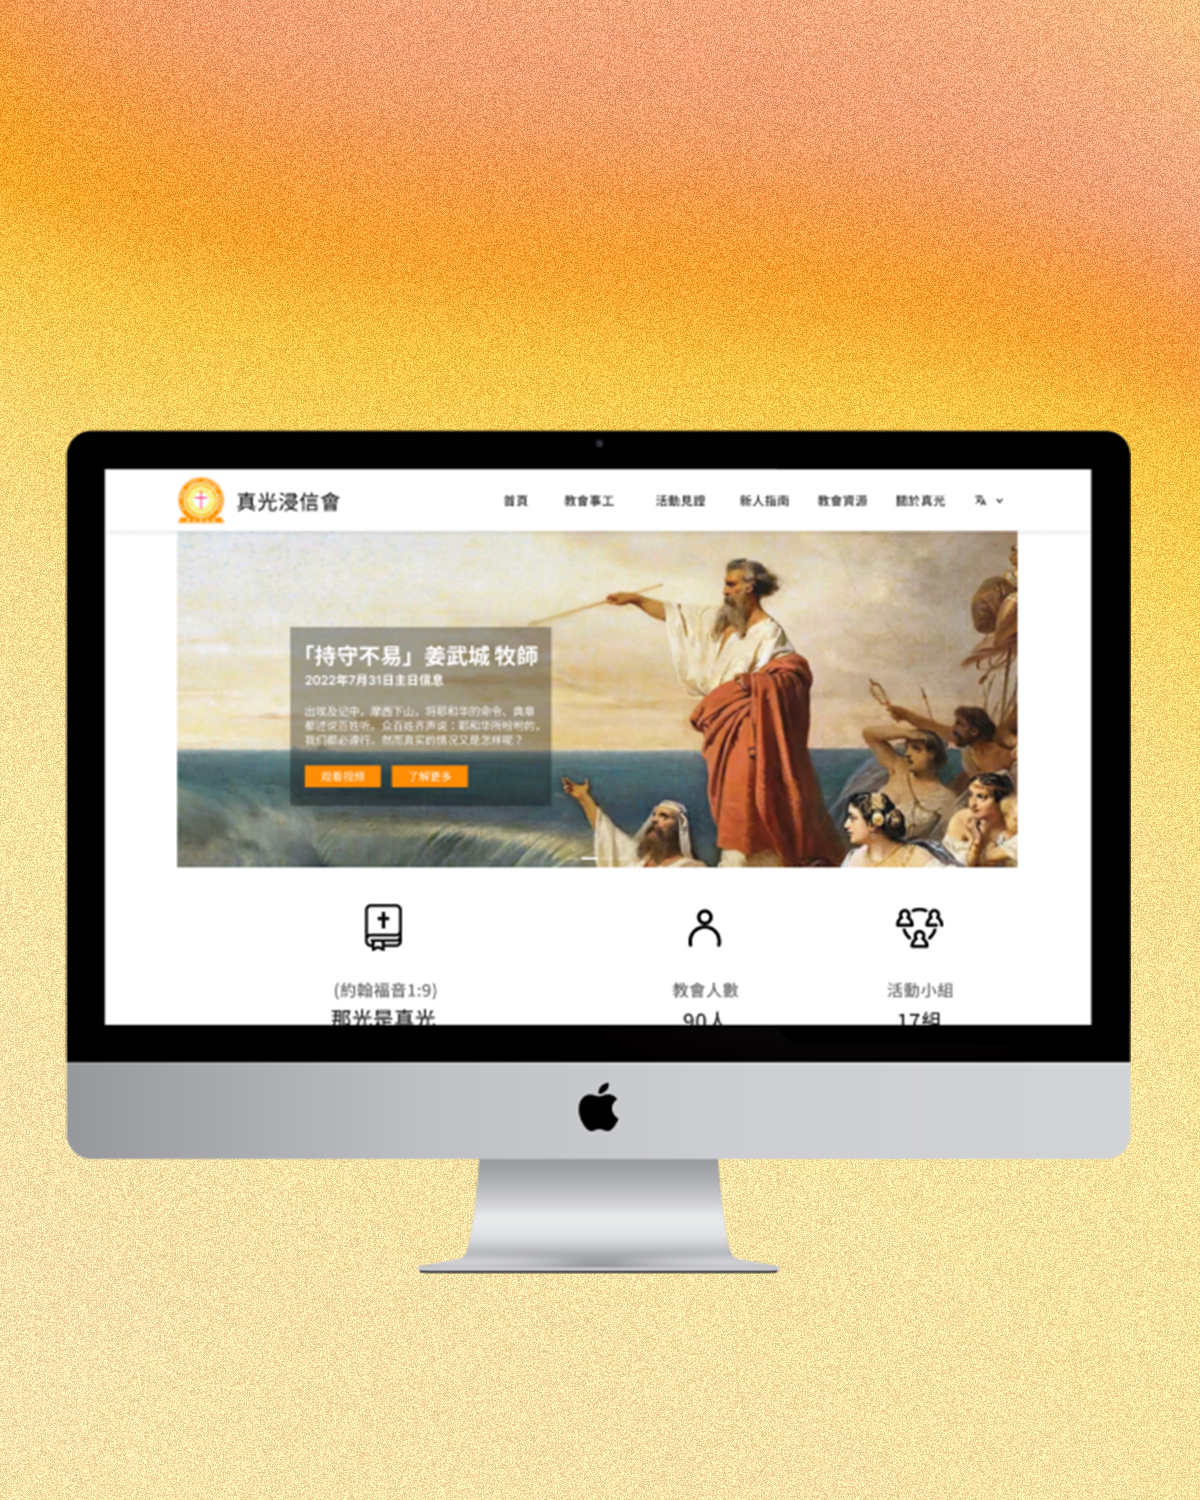 真光浸信會
首頁 教會事工 活動見證 新人指南 教會資源 關於真光
「持守不易」姜武城 牧師
2022年7月31日主日信息
出埃及记中，摩西下山，将耶和华的命令、典章
都述说百姓听，众百姓齐声说：耶和华所吩咐的，
我们都必遵行。然而真实的情况又是怎样呢？
观看视频 了解更多
(約翰福音1:9) 教會人數 活動小組
那光是真光 90人 17組